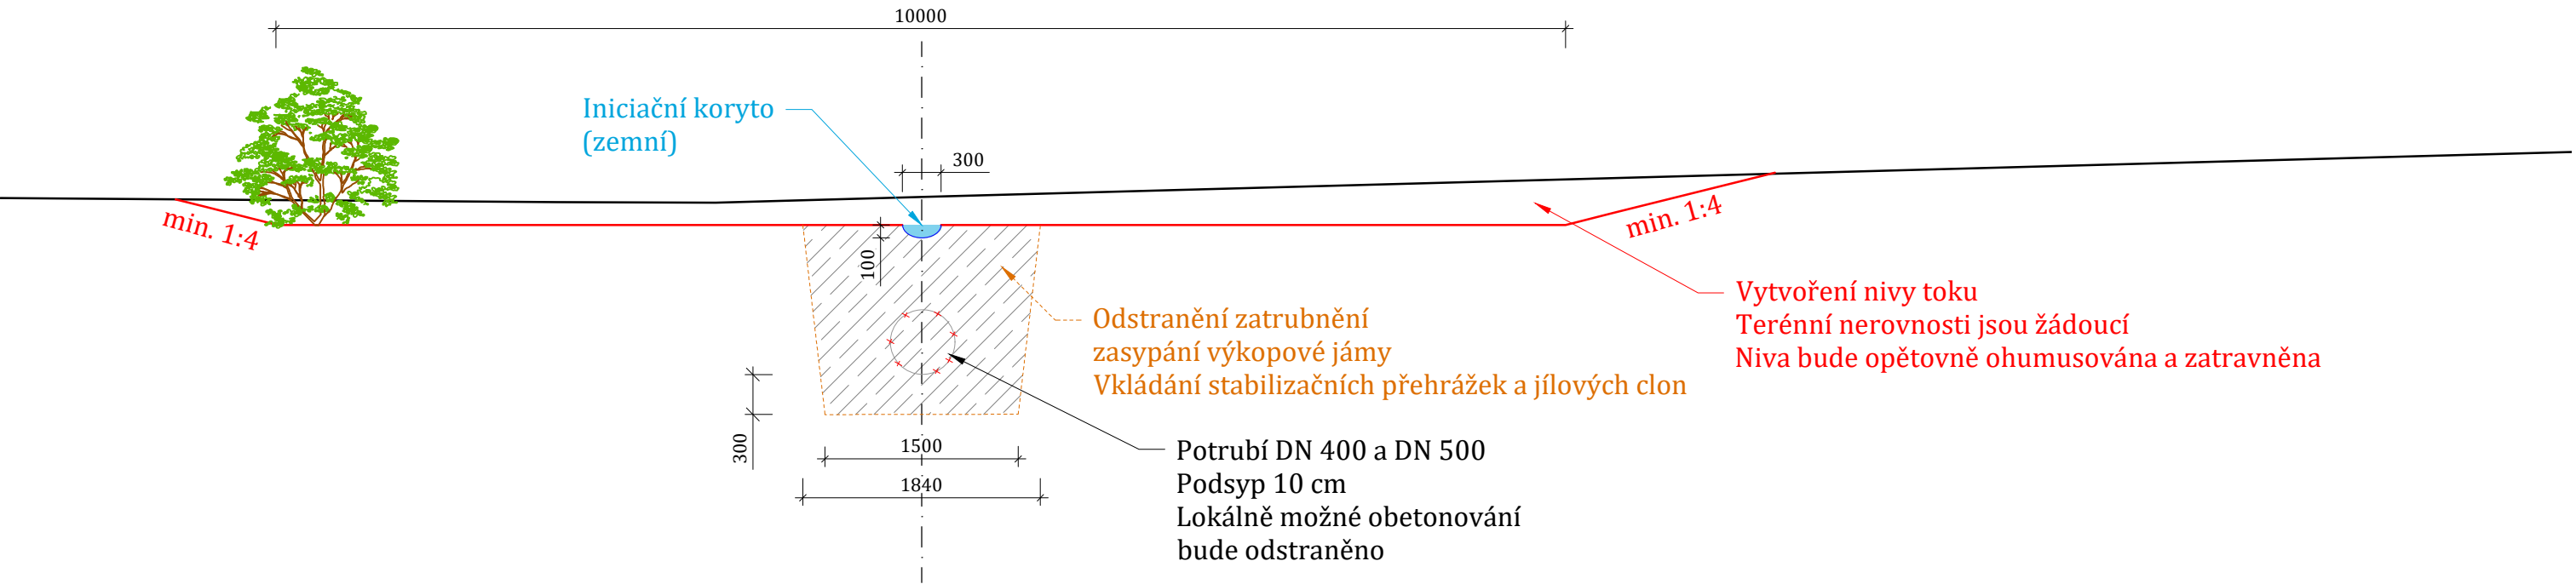 10000
Iniciační koryto
(zemní)
300
min. 1:4
min. 1:4
100
Vytvoření nivy toku
Terénní nerovnosti jsou žádoucí
Niva bude opětovně ohumusována a zatravněna
Odstranění zatrubnění
zasypání výkopové jámy
Vkládání stabilizačních přehrážek a jílových clon
300
1500
1840
Potrubí DN 400 a DN 500
Podsyp 10 cm
Lokálně možné obetonování
bude odstraněno